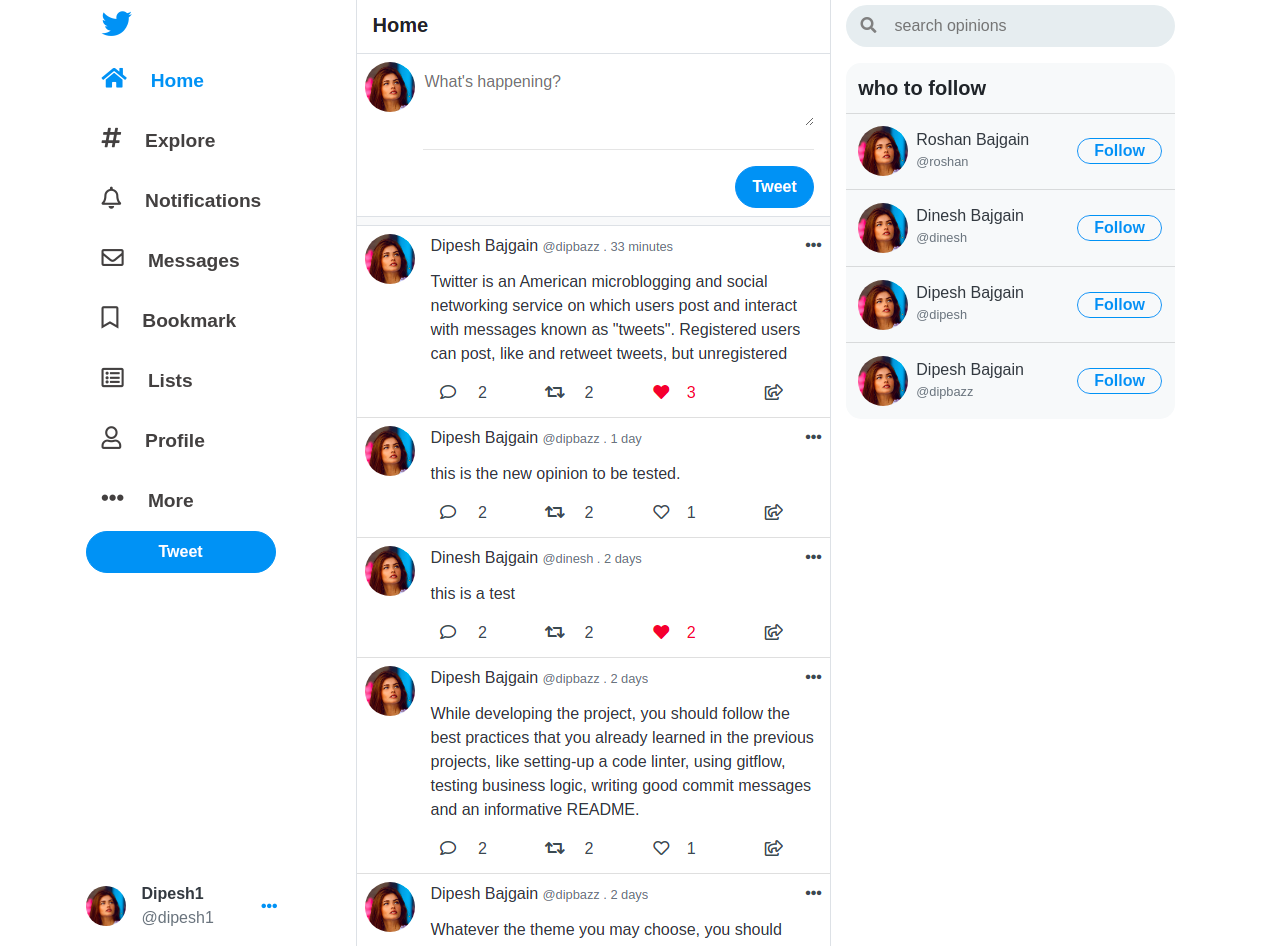 Home
Explore
Notifications
Messages
Bookmark
Lists
Profile
More
Tweet
Dipesh1
@dipesh1
Home
What's happening?
Tweet
Dipesh Bajgain @dipbazz . 33 minutes
Twitter is an American microblogging and social
networking service on which users post and interact
with messages known as "tweets". Registered users
can post, like and retweet tweets, but unregistered
2 2 3
Dipesh Bajgain @dipbazz . 1 day
this is the new opinion to be tested.
2 2 1
Dinesh Bajgain @dinesh . 2 days
this is a test
2 2 2
Dipesh Bajgain @dipbazz . 2 days
While developing the project, you should follow the
best practices that you already learned in the previous
projects, like setting-up a code linter, using gitflow,
testing business logic, writing good commit messages
and an informative README.
2 2 1
Dipesh Bajgain @dipbazz . 2 days
Whatever the theme you may choose, you should
search opinions
who to follow
Roshan Bajgain
@roshan
Follow
Dinesh Bajgain
@dinesh
Follow
Dipesh Bajgain
@dipesh
Follow
Dipesh Bajgain
@dipbazz
Follow